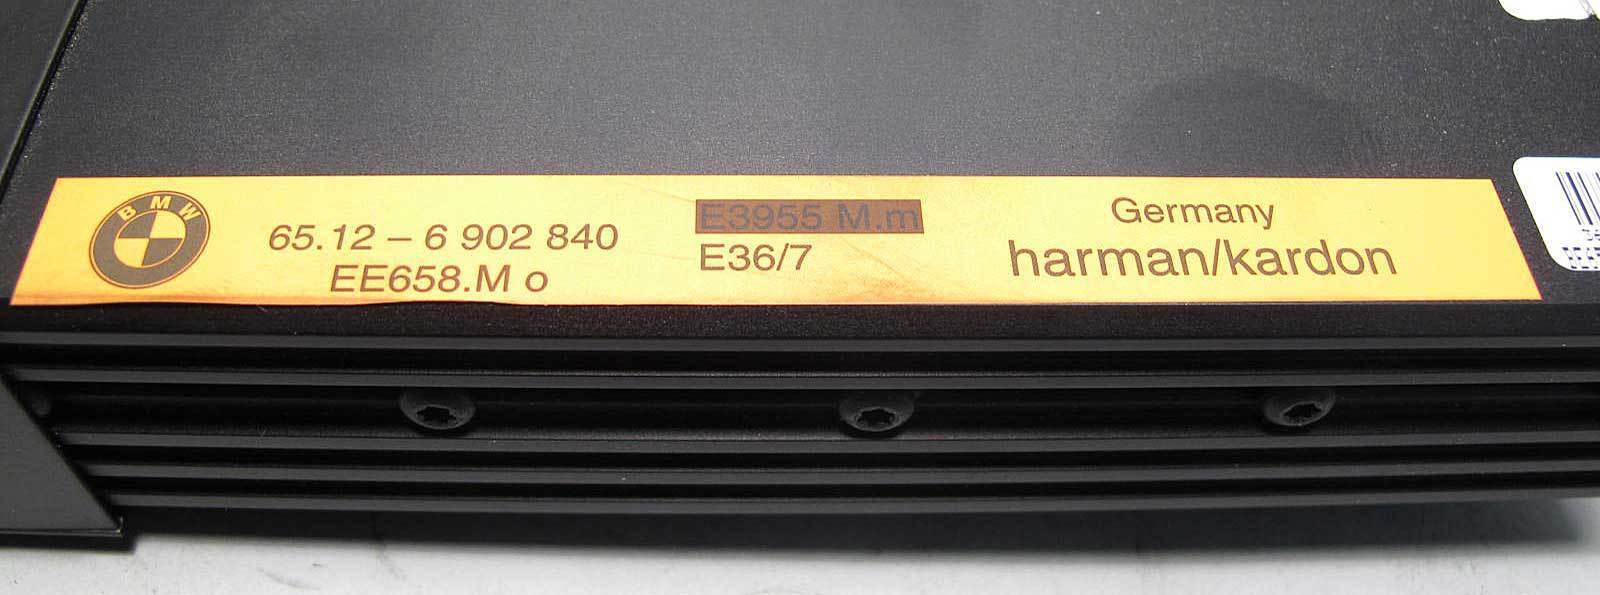 BMW
65.12 – 6 902 840
EE658.M o
E3955 M.m
E36/7
Germany
harman/kardon